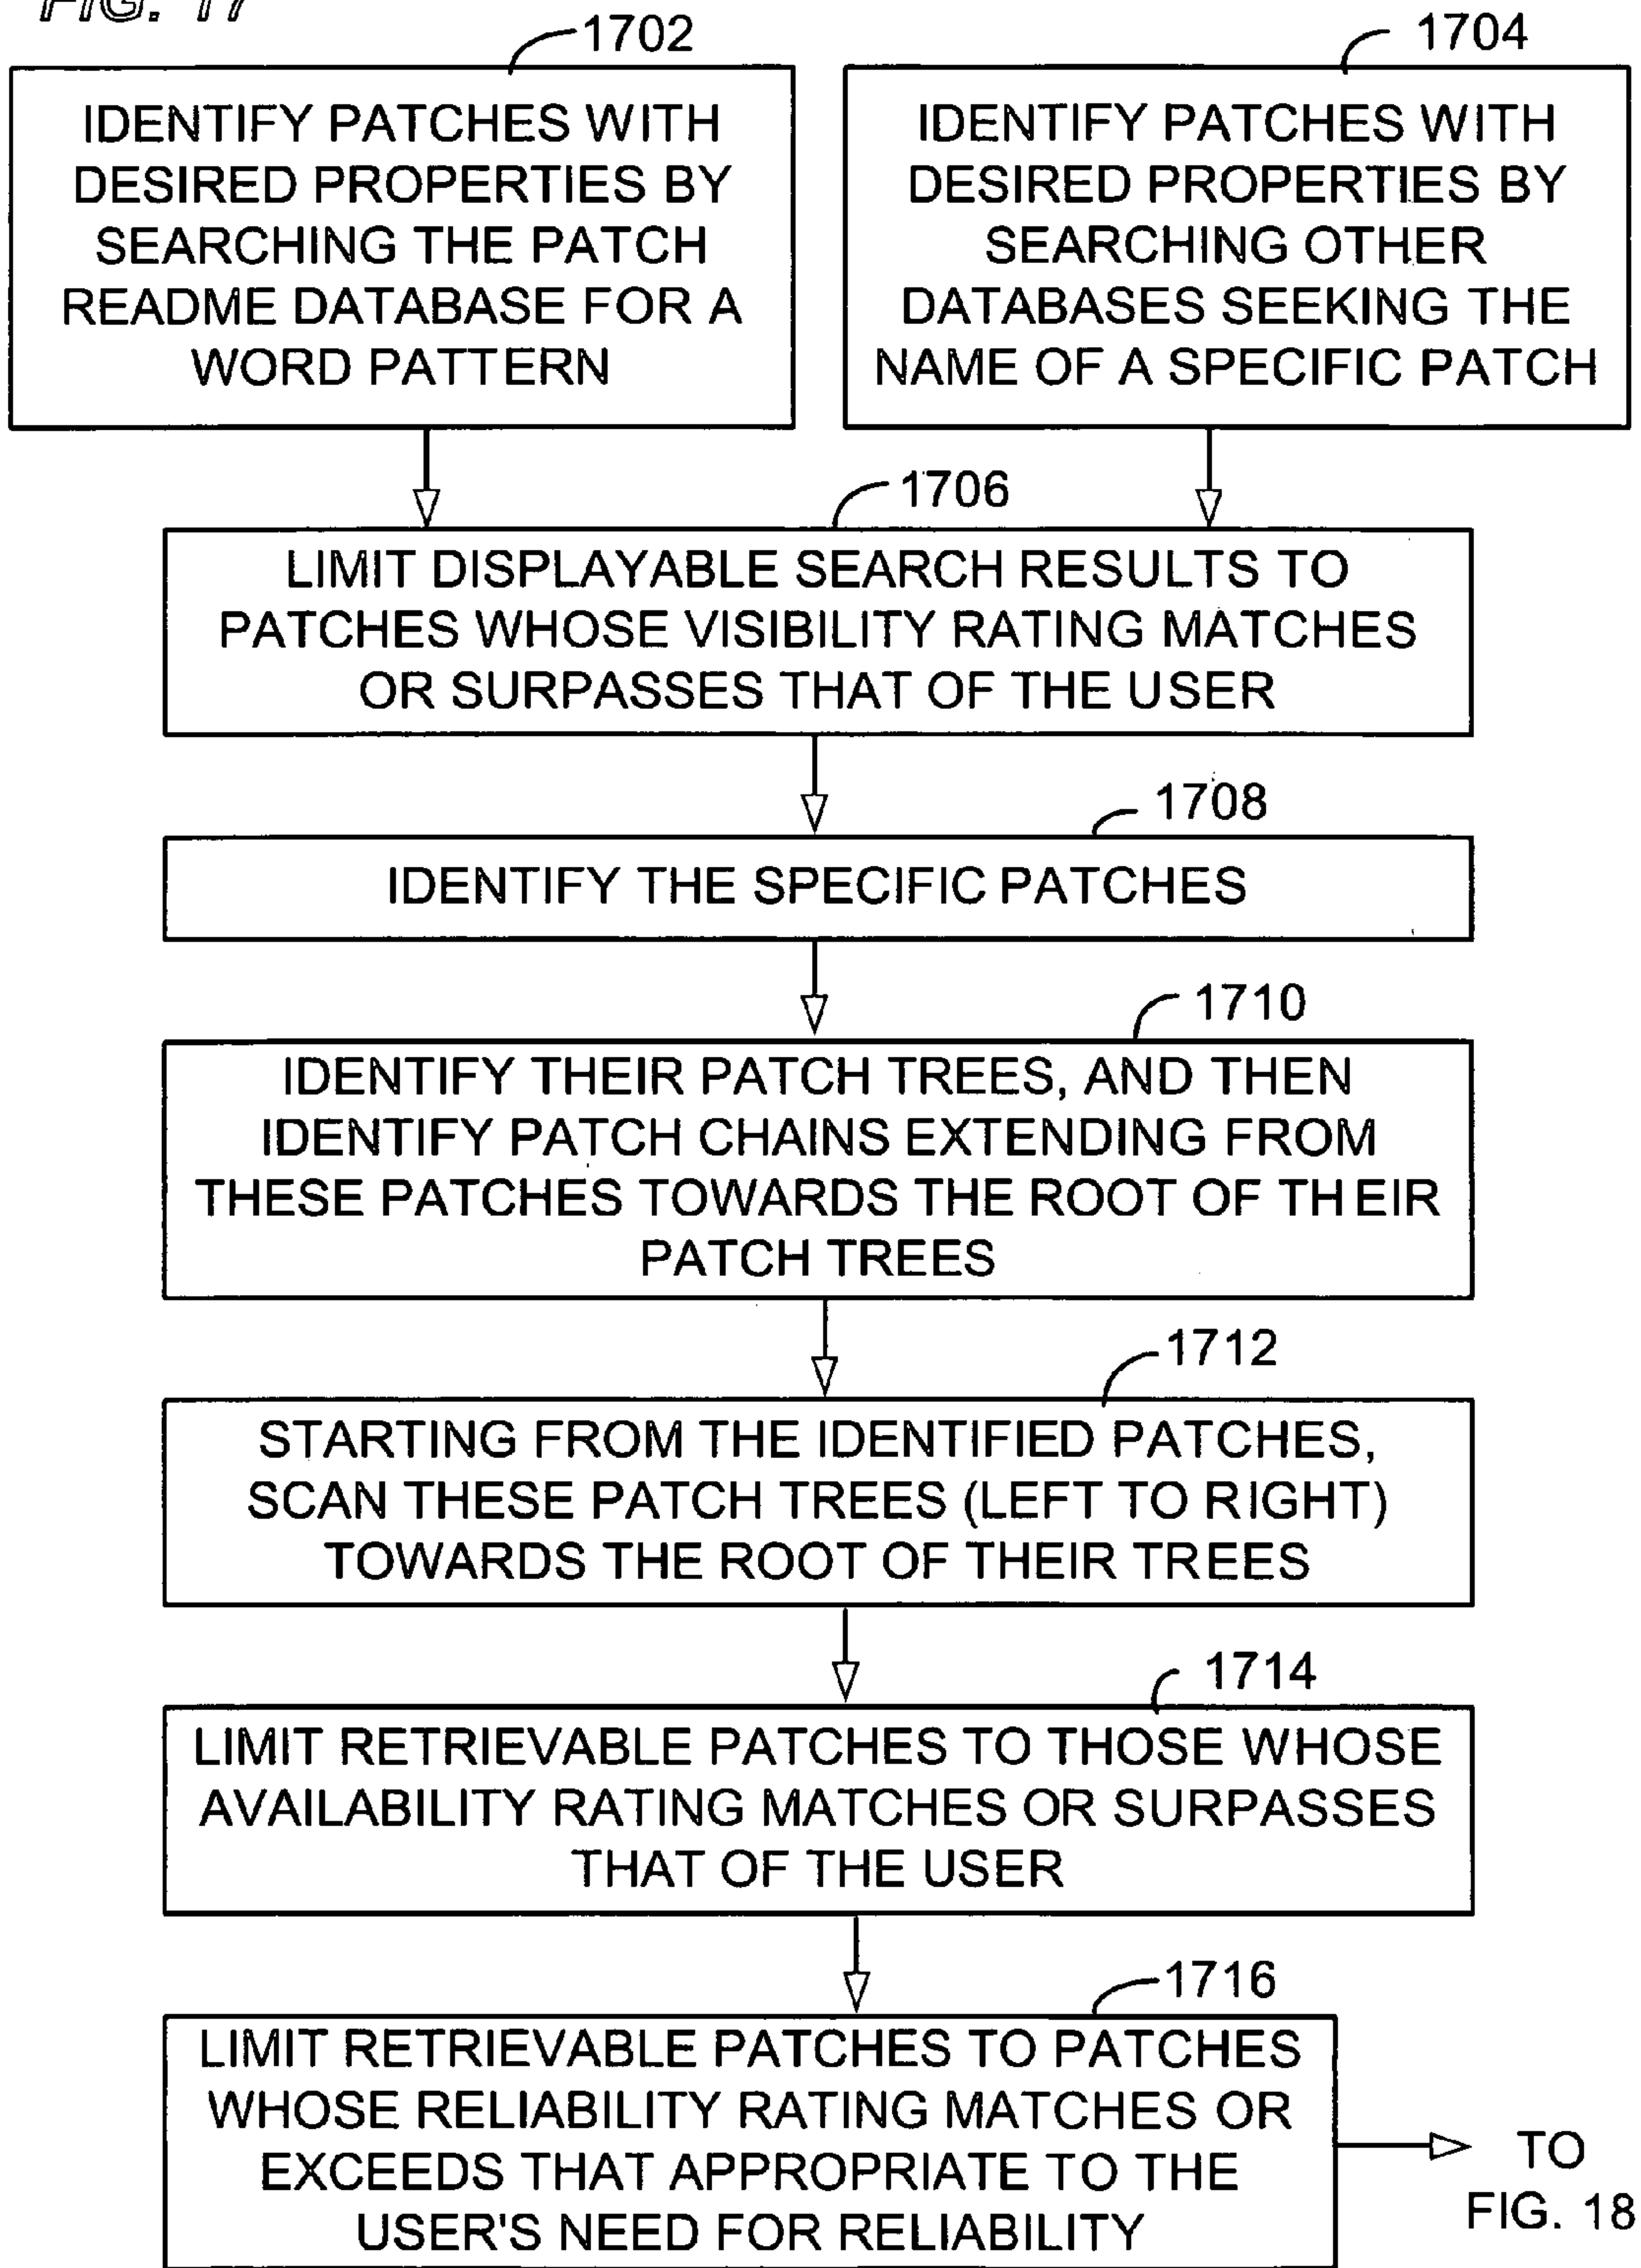 FIG. 17
1702
IDENTIFY PATCHES WITH
DESIRED PROPERTIES BY
SEARCHING THE PATCH
README DATABASE FOR A
WORD PATTERN
1704
IDENTIFY PATCHES WITH
DESIRED PROPERTIES BY
SEARCHING OTHER
DATABASES SEEKING THE
NAME OF A SPECIFIC PATCH
1706
LIMIT DISPLAYABLE SEARCH RESULTS TO
PATCHES WHOSE VISIBILITY RATING MATCHES
OR SURPASSES THAT OF THE USER
1708
IDENTIFY THE SPECIFIC PATCHES
1710
IDENTIFY THEIR PATCH TREES, AND THEN
IDENTIFY PATCH CHAINS EXTENDING FROM
THESE PATCHES TOWARDS THE ROOT OF THEIR
PATCH TREES
1712
STARTING FROM THE IDENTIFIED PATCHES,
SCAN THESE PATCH TREES (LEFT TO RIGHT)
TOWARDS THE ROOT OF THEIR TREES
1714
LIMIT RETRIEVABLE PATCHES TO THOSE WHOSE
AVAILABILITY RATING MATCHES OR SURPASSES
THAT OF THE USER
1716
LIMIT RETRIEVABLE PATCHES TO PATCHES
WHOSE RELIABILITY RATING MATCHES OR
EXCEEDS THAT APPROPRIATE TO THE
USER'S NEED FOR RELIABILITY
TO
FIG. 18